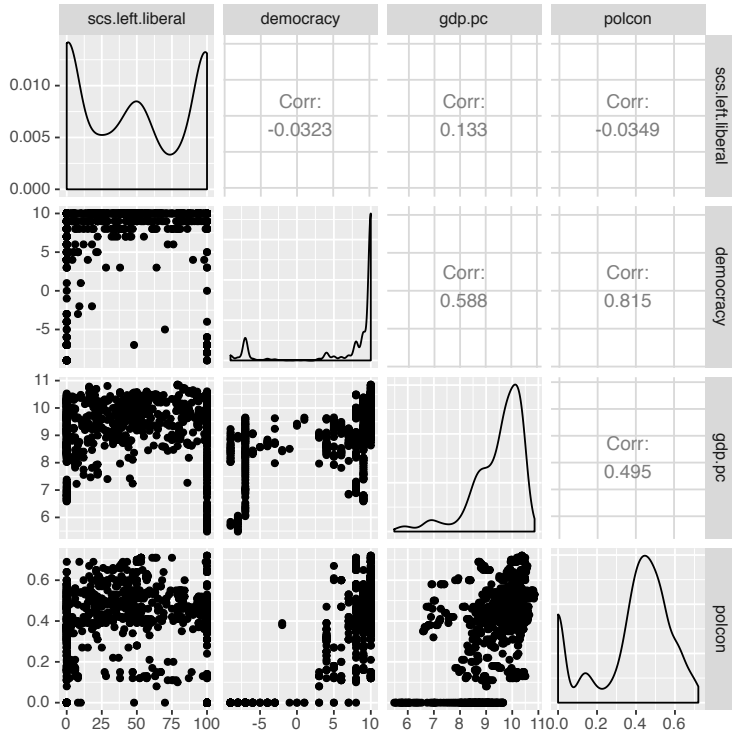 scs.left.liberal democracy gdp.pc polcon
0.010
0.005
0.000
Corr:
-0.0323
Corr:
0.133
Corr:
-0.0349
scs.left.liberal
10
5
0
-5
Corr:
0.588
Corr:
0.815
democracy
11
10
9
8
7
6
Corr:
0.495
gdp.pc
0.6
0.4
0.2
0.0
polcon
0 25 50 75 100 -5 0 5 10 6 7 8 9 10 11 0.0 0.2 0.4 0.6